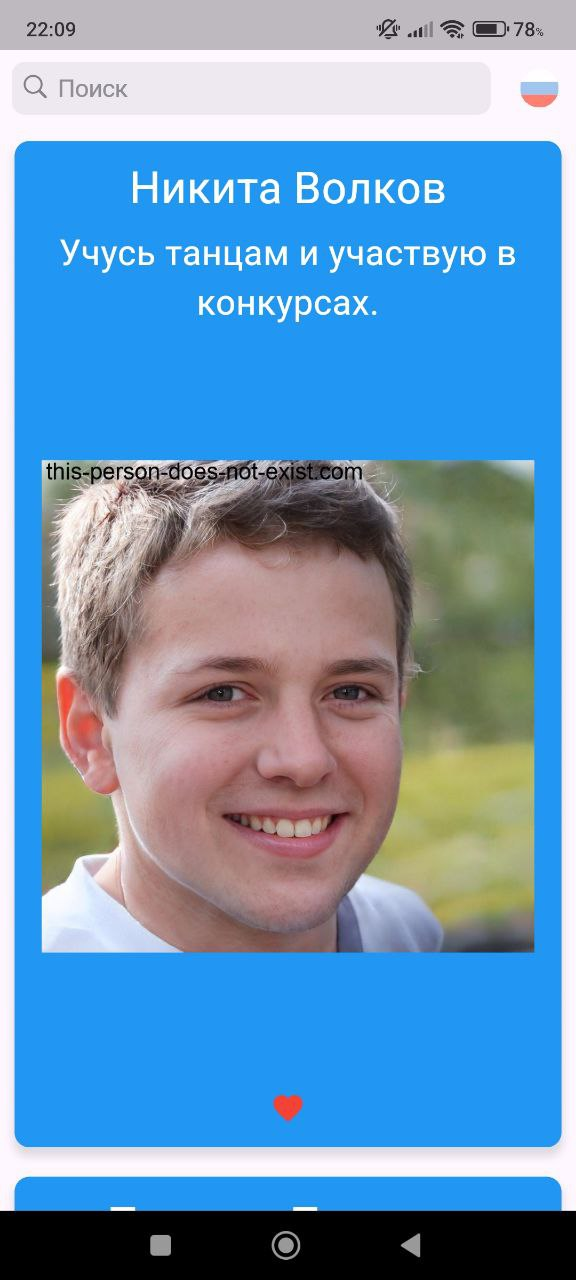 22:09
78%
Поиск
Никита Волков
Учусь танцам и участвую в
конкурсах.
this-person-does-not-exist.com